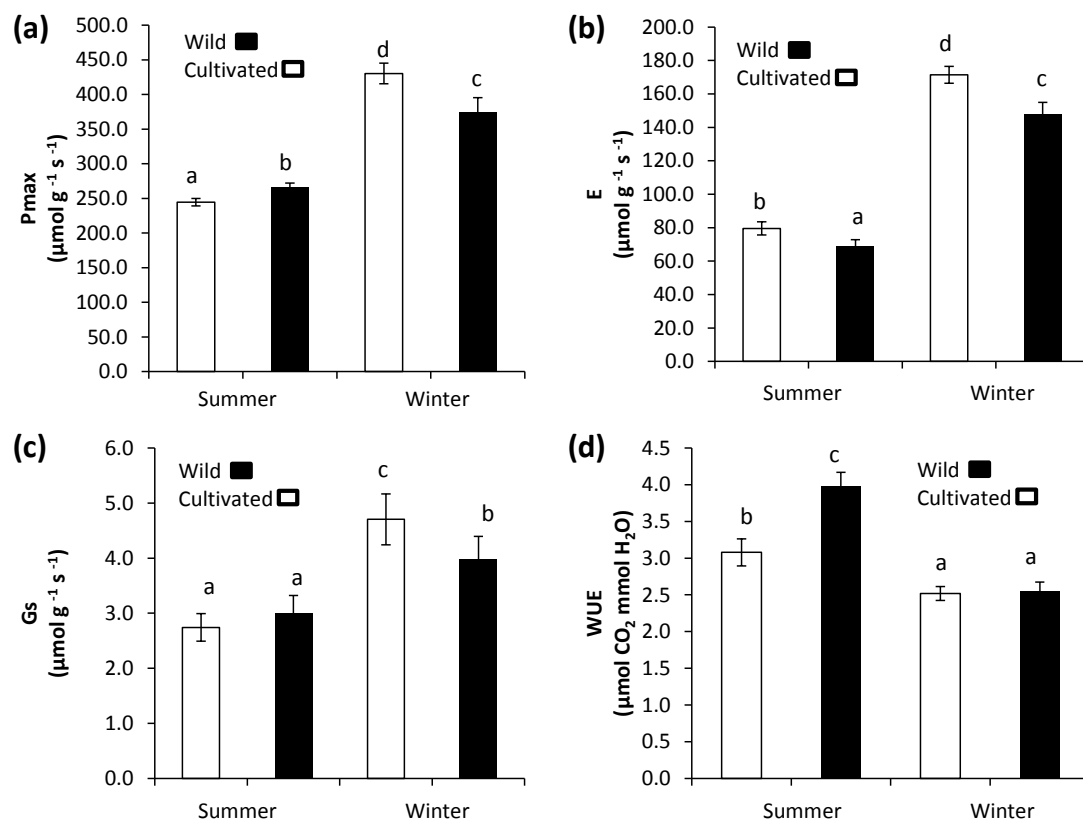 (a)
Pmax
(µmol g -1 s -1)
500.0
450.0
400.0
350.0
300.0
250.0
200.0
150.0
100.0
50.0
0.0
Wild
Cultivated
a
b
d
c
Summer
Winter
(b)
E
(µmol g -1 s -1)
200.0
180.0
160.0
140.0
120.0
100.0
80.0
60.0
40.0
20.0
0.0
Wild
Cultivated
b
a
d
c
Summer
Winter
(c)
Gs
(µmol g -1 s -1)
6.0
5.0
4.0
3.0
2.0
1.0
0.0
Wild
Cultivated
a
a
c
b
Summer
Winter
(d)
WUE
(µmol CO₂ mmol H₂O)
4.5
4.0
3.5
3.0
2.5
2.0
1.5
1.0
0.5
0.0
Wild
Cultivated
b
c
a
a
Summer
Winter